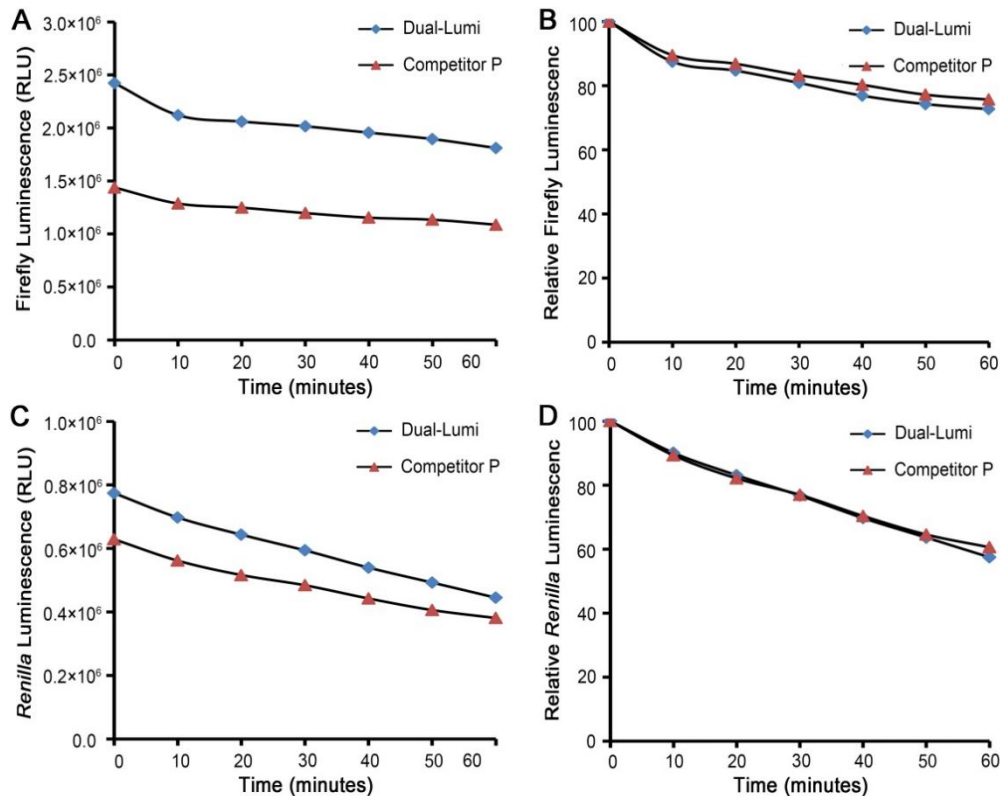 A
Firefly Luminescence (RLU)
3.0×10⁶
2.5×10⁶
2.0×10⁶
1.5×10⁶
1.0×10⁶
0.5×10⁶
0.0
Dual-Lumi
Competitor P
0 10 20 30 40 50 60
Time (minutes)
B
Relative Firefly Luminescenc
100
80
60
40
20
0
Dual-Lumi
Competitor P
0 10 20 30 40 50 60
Time (minutes)
C
Renilla Luminescence (RLU)
1.0×10⁶
0.8×10⁶
0.6×10⁶
0.4×10⁶
0.2×10⁶
0.0
Dual-Lumi
Competitor P
0 10 20 30 40 50 60
Time (minutes)
D
Relative Renilla Luminescenc
100
80
60
40
20
0
Dual-Lumi
Competitor P
0 10 20 30 40 50 60
Time (minutes)